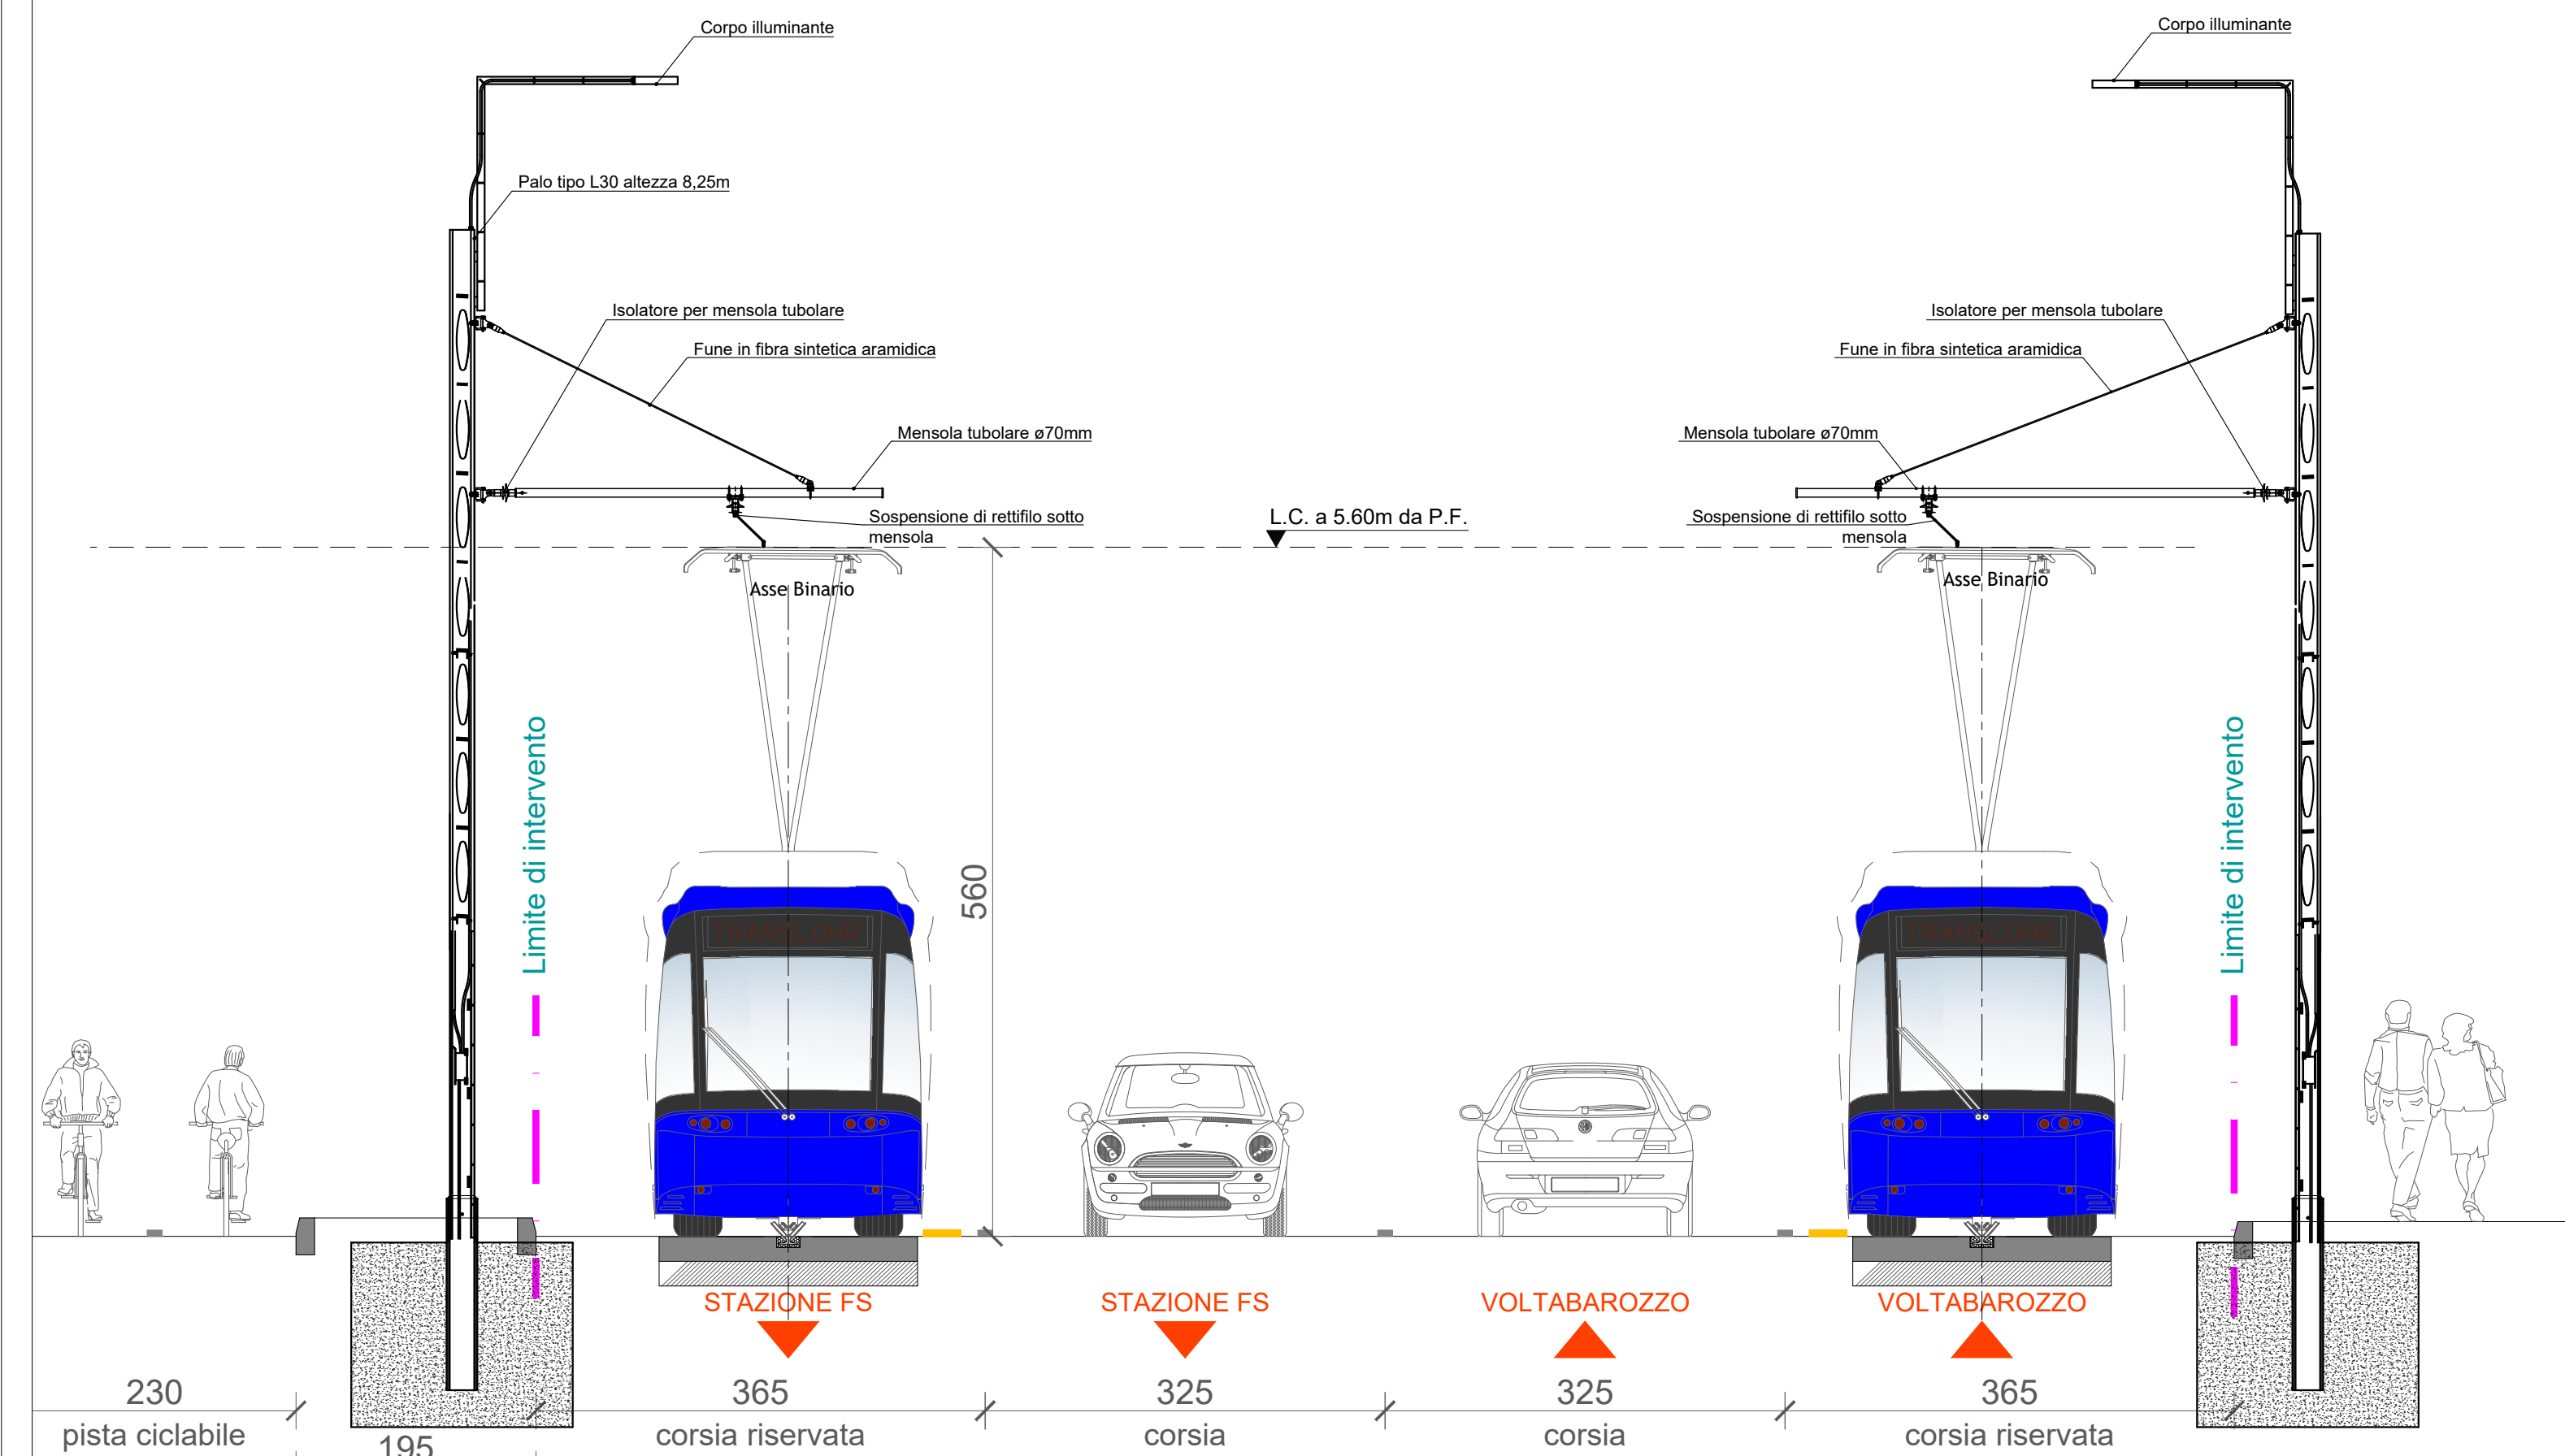 Corpo illuminante
Corpo illuminante
Palo tipo L30 altezza 8,25m
Isolatore per mensola tubolare
Isolatore per mensola tubolare
Fune in fibra sintetica aramidica
Fune in fibra sintetica aramidica
Mensola tubolare ø70mm
Mensola tubolare ø70mm
Sospensione di rettifilo sotto
mensola
L.C. a 5.60m da P.F.
Sospensione di rettifilo sotto
mensola
Asse Binario
Asse Binario
Limite di intervento
560
Limite di intervento
TRANSLOHR
TRANSLOHR
STAZIONE FS
STAZIONE FS
VOLTABAROZZO
VOLTABAROZZO
230
365
325
325
365
pista ciclabile
195
corsia riservata
corsia
corsia
corsia riservata